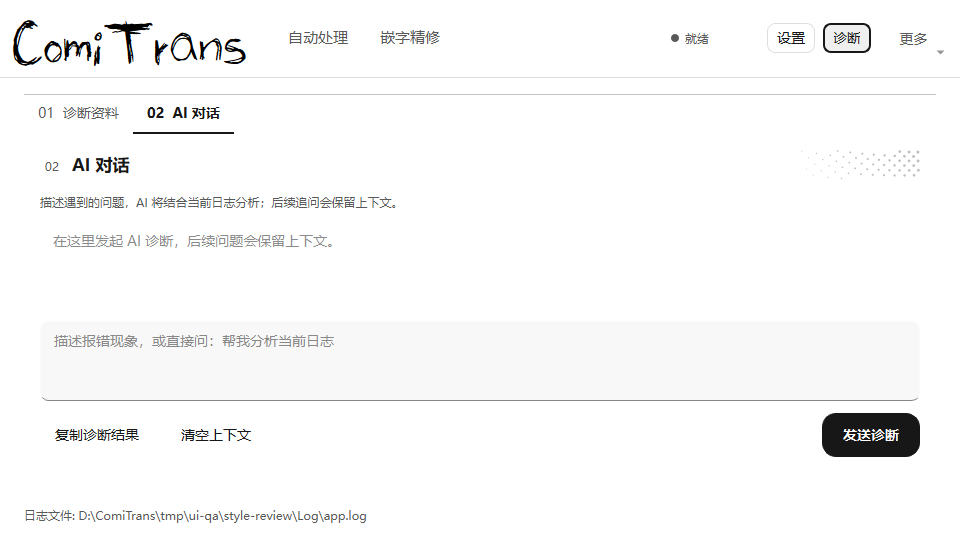 ComiTrans 自动处理 嵌字精修 就绪 设置 诊断 更多
01 诊断资料 02 AI 对话
02 AI 对话
描述遇到的问题，AI 将结合当前日志分析；后续追问会保留上下文。
在这里发起 AI 诊断，后续问题会保留上下文。
描述报错现象，或直接问：帮我分析当前日志
复制诊断结果 清空上下文 发送诊断
日志文件: D:\ComiTrans\tmp\ui-qa\style-review\Log\app.log